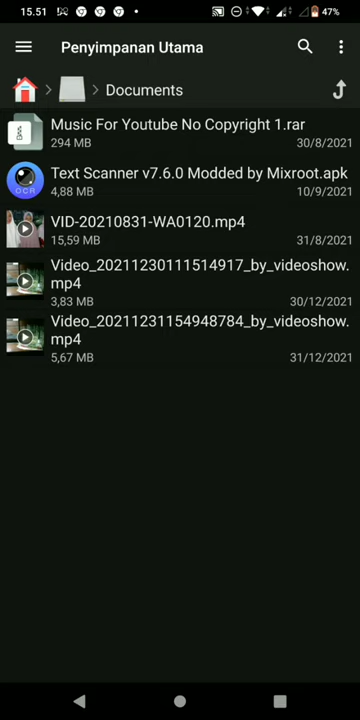 15.51
47%
Penyimpanan Utama
Documents
Music For Youtube No Copyright 1.rar
294 MB 30/8/2021
Text Scanner v7.6.0 Modded by Mixroot.apk
OCR
4,88 MB 10/9/2021
VID-20210831-WA0120.mp4
15,59 MB 31/8/2021
Video_20211230111514917_by_videoshow.
mp4
3,83 MB 30/12/2021
Video_20211231154948784_by_videoshow.
mp4
5,67 MB 31/12/2021